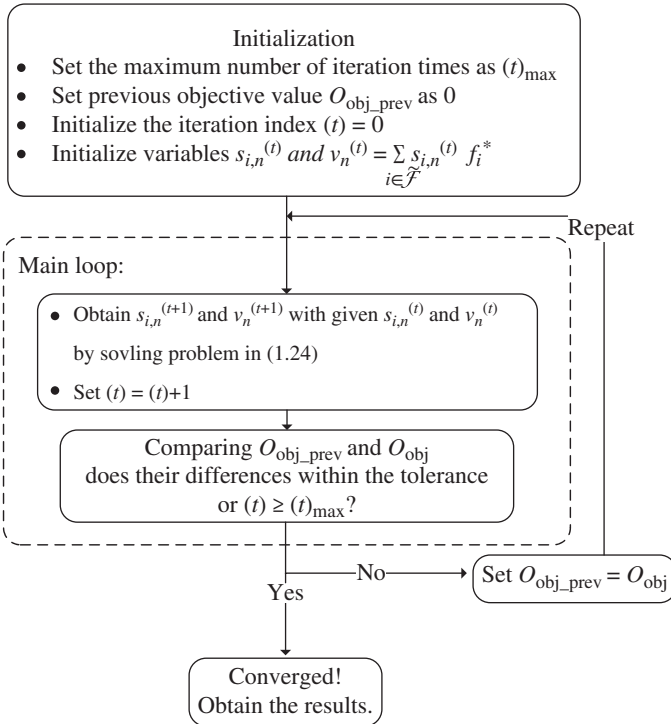 Initialization
• Set the maximum number of iteration times as (t)max
• Set previous objective value Oobj_prev as 0
• Initialize the iteration index (t) = 0
• Initialize variables si,n(t) and vn(t) = ∑ si,n(t) fi*
i∈F̃
Repeat
Main loop:
• Obtain si,n(t+1) and vn(t+1) with given si,n(t) and vn(t)
by sovling problem in (1.24)
• Set (t) = (t)+1
Comparing Oobj_prev and Oobj
does their differences within the tolerance
or (t) ≥ (t)max?
No
Set Oobj_prev = Oobj
Yes
Converged!
Obtain the results.